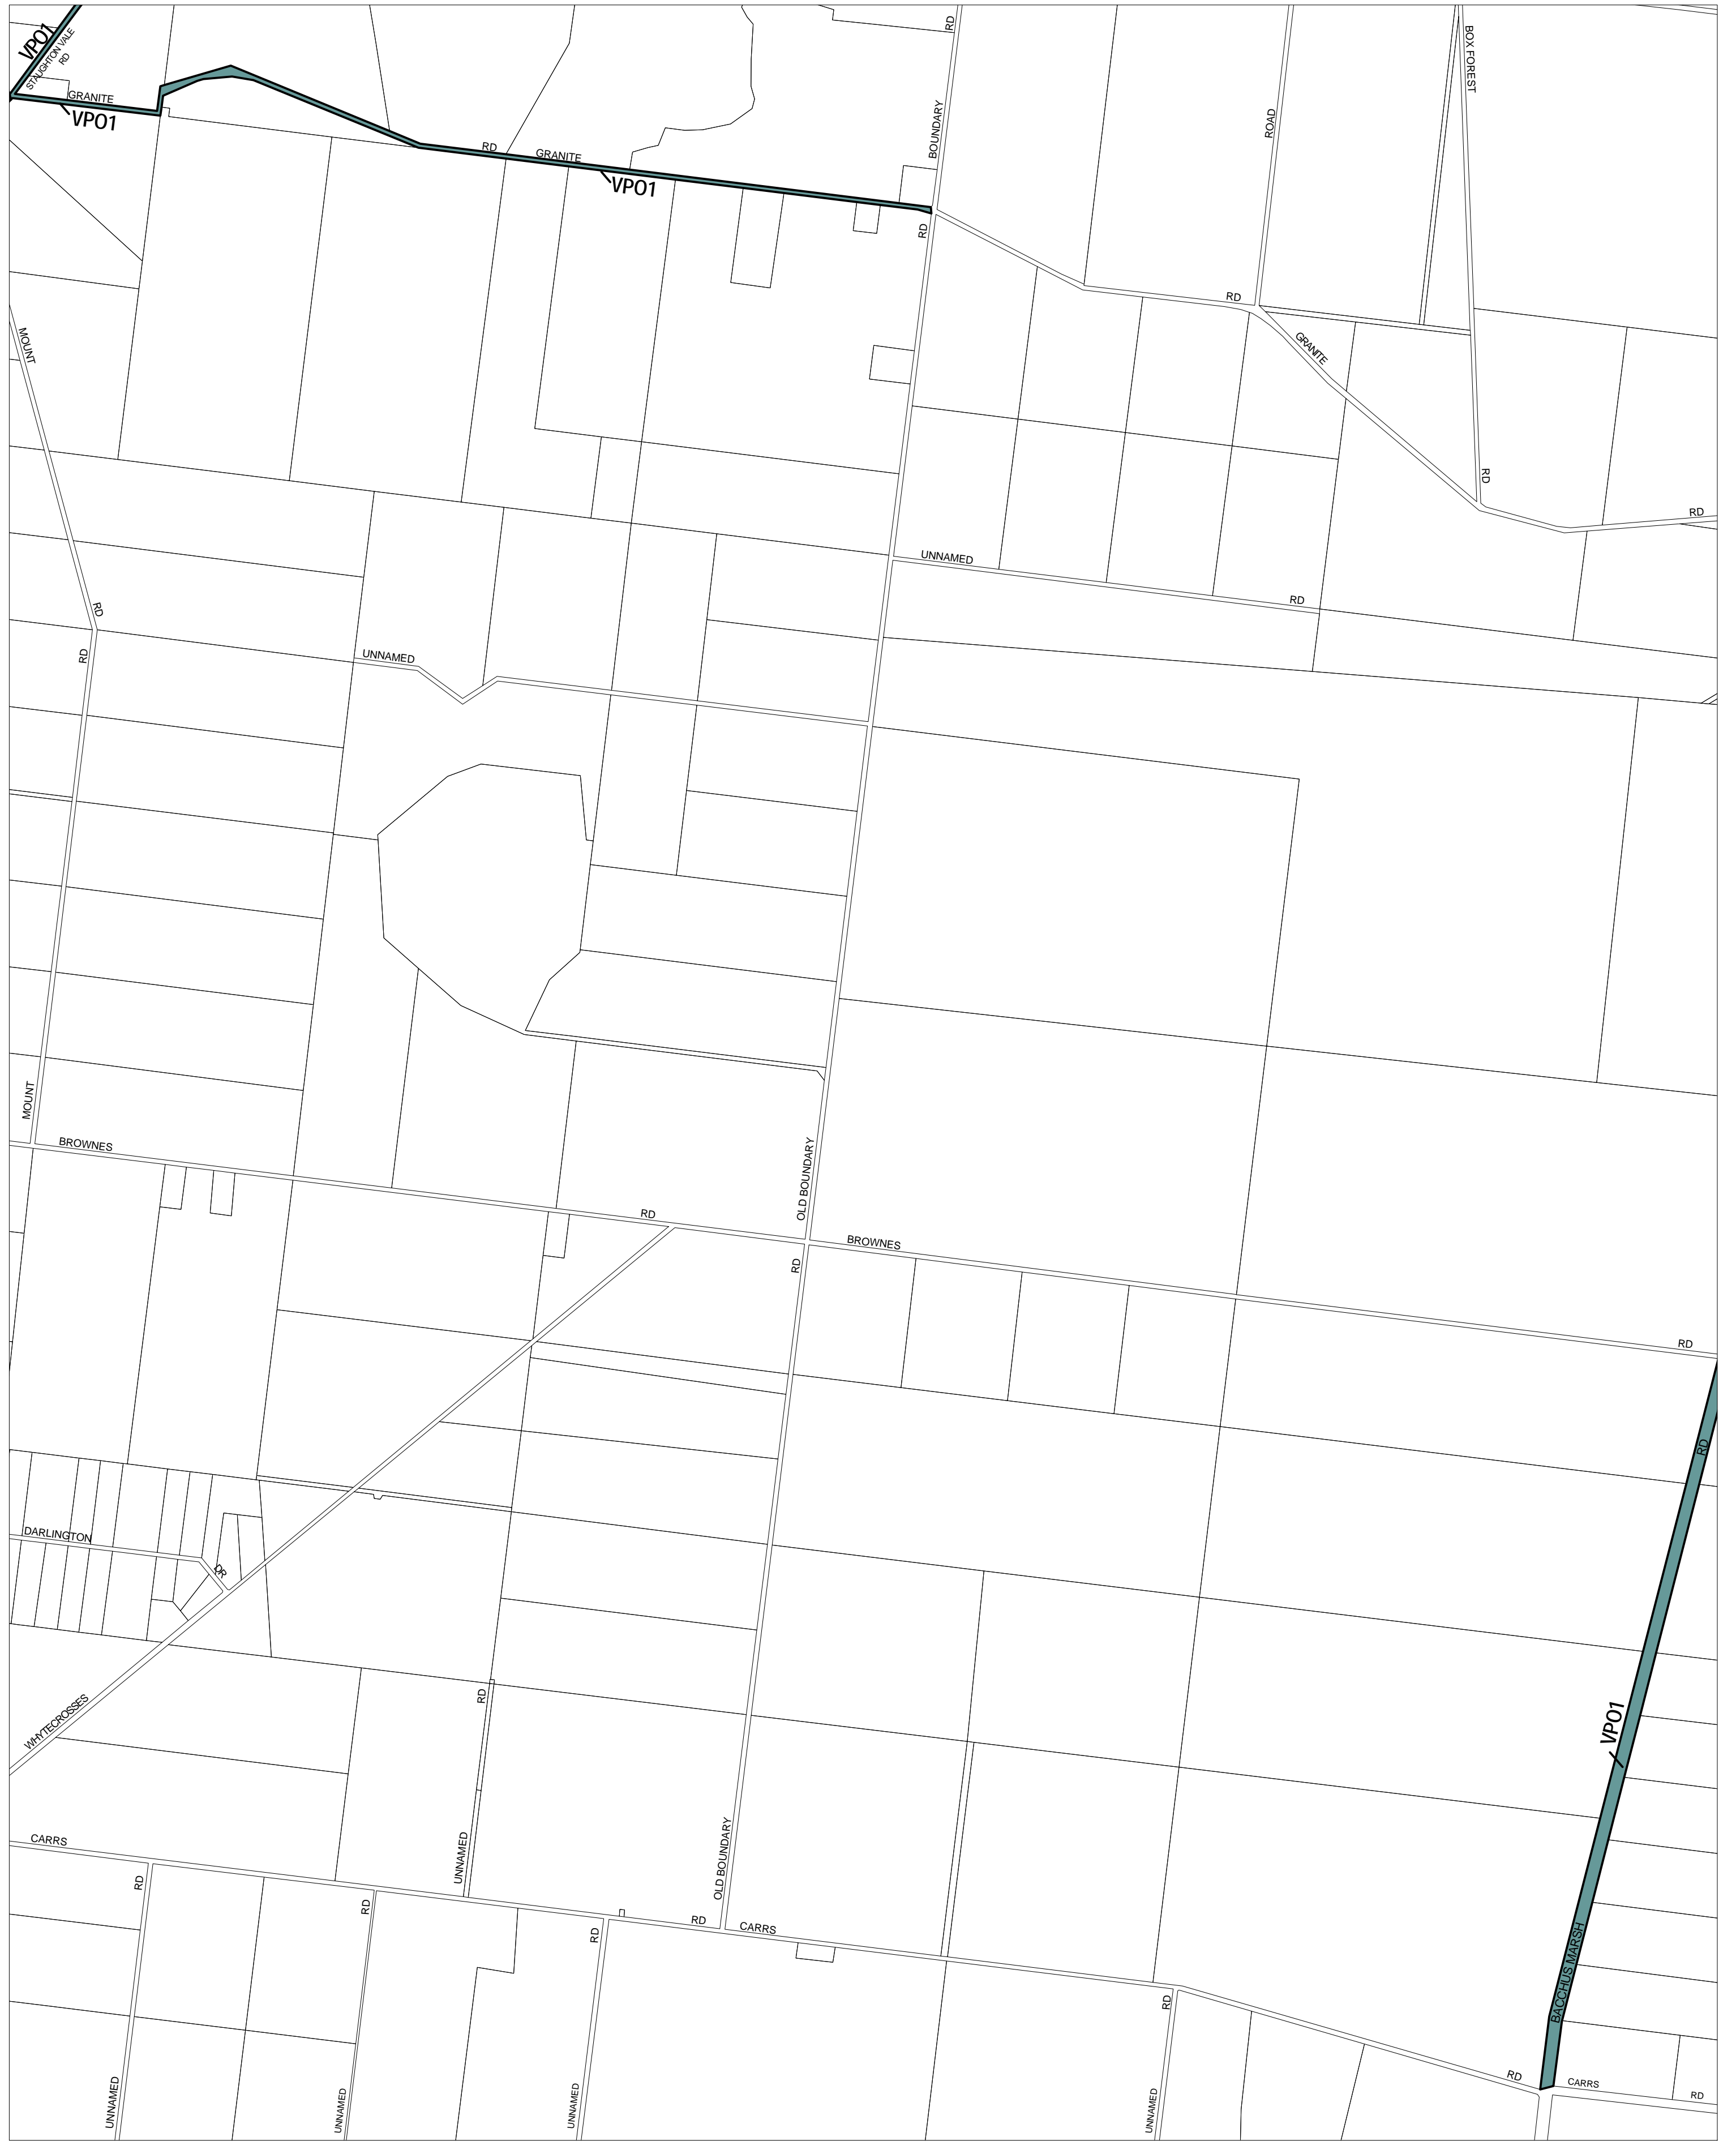 VPO1
STAUGHTON VALE
RD
GRANITE
VPO1
RD
GRANITE
VPO1
RD
BOUNDARY
RD
ROAD
BOX FOREST
RD
GRANITE
RD
RD
MOUNT
RD
RD
UNNAMED
RD
UNNAMED
MOUNT
BROWNES
RD
OLD BOUNDARY
BROWNES
RD
RD
RD
DARLINGTON
DR
WHYTECROSSES
RD
UNNAMED
VPO1
OLD BOUNDARY
BACCHUS MARSH
CARRS
RD
RD
RD
RD
CARRS
RD
RD
CARRS
RD
UNNAMED
UNNAMED
UNNAMED
UNNAMED